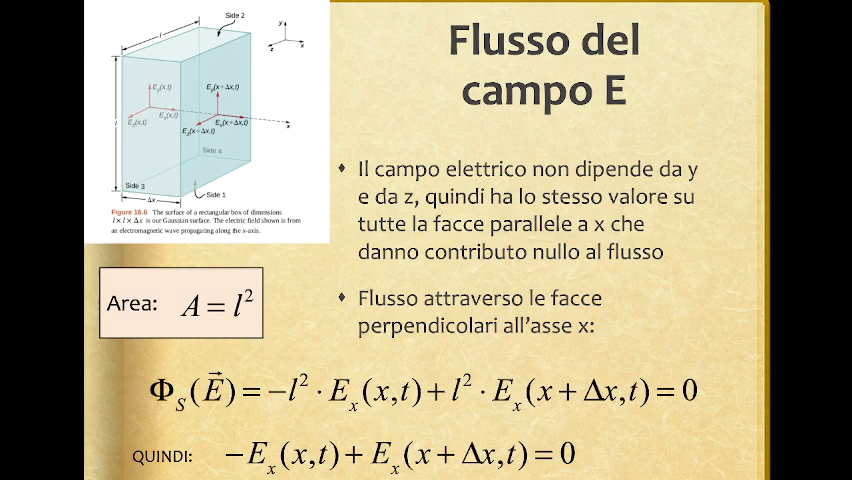 Side 2
l
y
x
z
E_y(x,t)
E_y(x+Δx,t)
E_x(x,t)
E_x(x+Δx,t)
E_z(x+Δx,t)
x
l
Side 4
Side 3
Side 1
Δx
Figure 16.6 The surface of a rectangular box of dimensions
l × l × Δx is our Gaussian surface. The electric field shown is from
an electromagnetic wave propagating along the x-axis.
Flusso del
campo E
Il campo elettrico non dipende da y
e da z, quindi ha lo stesso valore su
tutte la facce parallele a x che
danno contributo nullo al flusso
Area: A = l²
Flusso attraverso le facce
perpendicolari all'asse x:
Φ_S(E⃗) = −l² · E_x(x,t) + l² · E_x(x + Δx,t) = 0
QUINDI: −E_x(x,t) + E_x(x + Δx,t) = 0